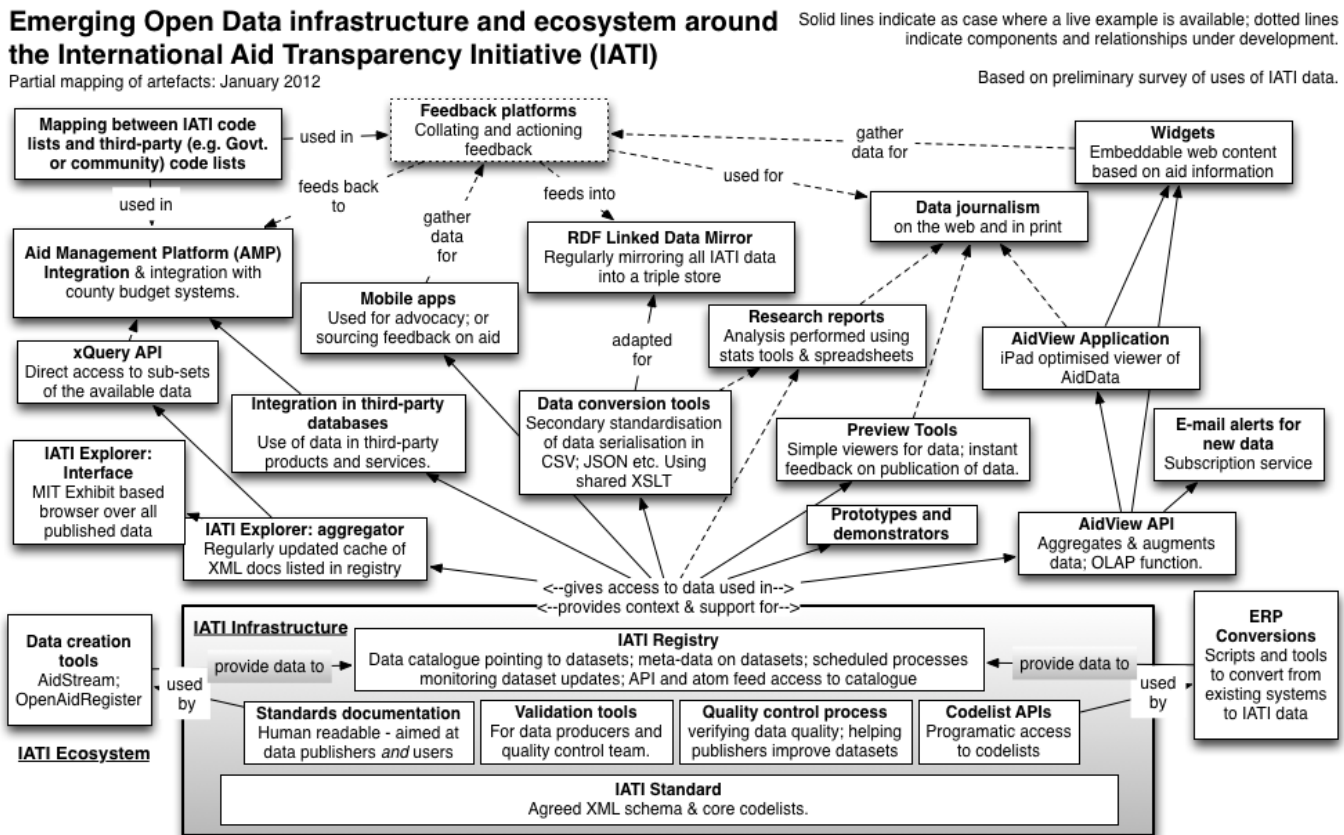 Emerging Open Data infrastructure and ecosystem around
the International Aid Transparency Initiative (IATI)
Partial mapping of artefacts: January 2012
Solid lines indicate as case where a live example is available; dotted lines
indicate components and relationships under development.
Based on preliminary survey of uses of IATI data.
Mapping between IATI code
lists and third-party (e.g. Govt.
or community) code lists
used in
Feedback platforms
Collating and actioning
feedback
gather
data for
Widgets
Embeddable web content
based on aid information
used in
feeds back
to
feeds into
used for
gather
data
for
Data journalism
on the web and in print
Aid Management Platform (AMP)
Integration & integration with
county budget systems.
RDF Linked Data Mirror
Regularly mirroring all IATI data
into a triple store
Mobile apps
Used for advocacy; or
sourcing feedback on aid
adapted
for
Research reports
Analysis performed using
stats tools & spreadsheets
AidView Application
iPad optimised viewer of
AidData
xQuery API
Direct access to sub-sets
of the available data
Integration in third-party
databases
Use of data in third-party
products and services.
Data conversion tools
Secondary standardisation
of data serialisation in
CSV; JSON etc. Using
shared XSLT
Preview Tools
Simple viewers for data; instant
feedback on publication of data.
E-mail alerts for
new data
Subscription service
IATI Explorer:
Interface
MIT Exhibit based
browser over all
published data
IATI Explorer: aggregator
Regularly updated cache of
XML docs listed in registry
Prototypes and
demonstrators
AidView API
Aggregates & augments
data; OLAP function.
<--gives access to data used in-->
<--provides context & support for-->
Data creation
tools
AidStream;
OpenAidRegister
IATI Infrastructure
provide data to
used
by
IATI Registry
Data catalogue pointing to datasets; meta-data on datasets; scheduled processes
monitoring dataset updates; API and atom feed access to catalogue
provide data to
used
by
ERP
Conversions
Scripts and tools
to convert from
existing systems
to IATI data
Standards documentation
Human readable - aimed at
data publishers and users
Validation tools
For data producers and
quality control team.
Quality control process
verifying data quality; helping
publishers improve datasets
Codelist APIs
Programatic access
to codelists
IATI Ecosystem
IATI Standard
Agreed XML schema & core codelists.